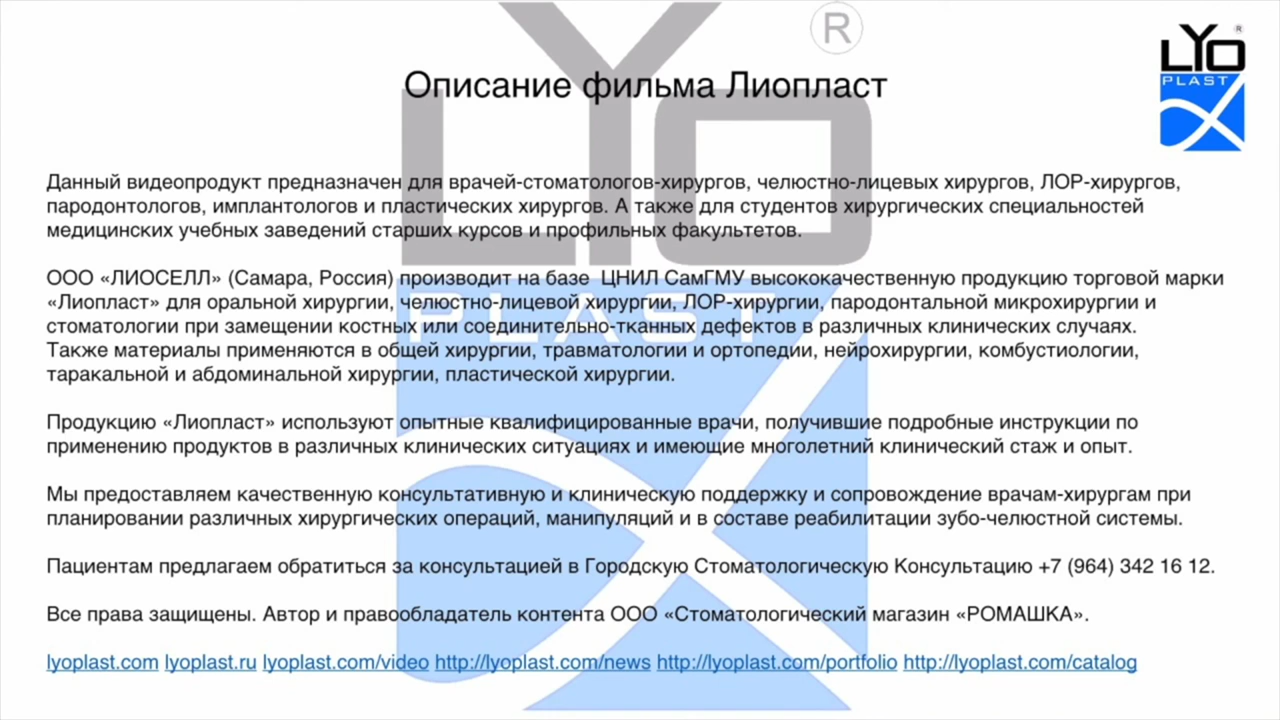 LYO
PLAST
®
Описание фильма Лиопласт
LYO ®
PLAST
Данный видеопродукт предназначен для врачей-стоматологов-хирургов, челюстно-лицевых хирургов, ЛОР-хирургов,
пародонтологов, имплантологов и пластических хирургов. А также для студентов хирургических специальностей
медицинских учебных заведений старших курсов и профильных факультетов.
ООО «ЛИОСЕЛЛ» (Самара, Россия) производит на базе ЦНИЛ СамГМУ высококачественную продукцию торговой марки
«Лиопласт» для оральной хирургии, челюстно-лицевой хирургии, ЛОР-хирургии, пародонтальной микрохирургии и
стоматологии при замещении костных или соединительно-тканных дефектов в различных клинических случаях.
Также материалы применяются в общей хирургии, травматологии и ортопедии, нейрохирургии, комбустиологии,
таракальной и абдоминальной хирургии, пластической хирургии.
Продукцию «Лиопласт» используют опытные квалифицированные врачи, получившие подробные инструкции по
применению продуктов в различных клинических ситуациях и имеющие многолетний клинический стаж и опыт.
Мы предоставляем качественную консультативную и клиническую поддержку и сопровождение врачам-хирургам при
планировании различных хирургических операций, манипуляций и в составе реабилитации зубо-челюстной системы.
Пациентам предлагаем обратиться за консультацией в Городскую Стоматологическую Консультацию +7 (964) 342 16 12.
Все права защищены. Автор и правообладатель контента ООО «Стоматологический магазин «РОМАШКА».
lyoplast.com lyoplast.ru lyoplast.com/video http://lyoplast.com/news http://lyoplast.com/portfolio http://lyoplast.com/catalog